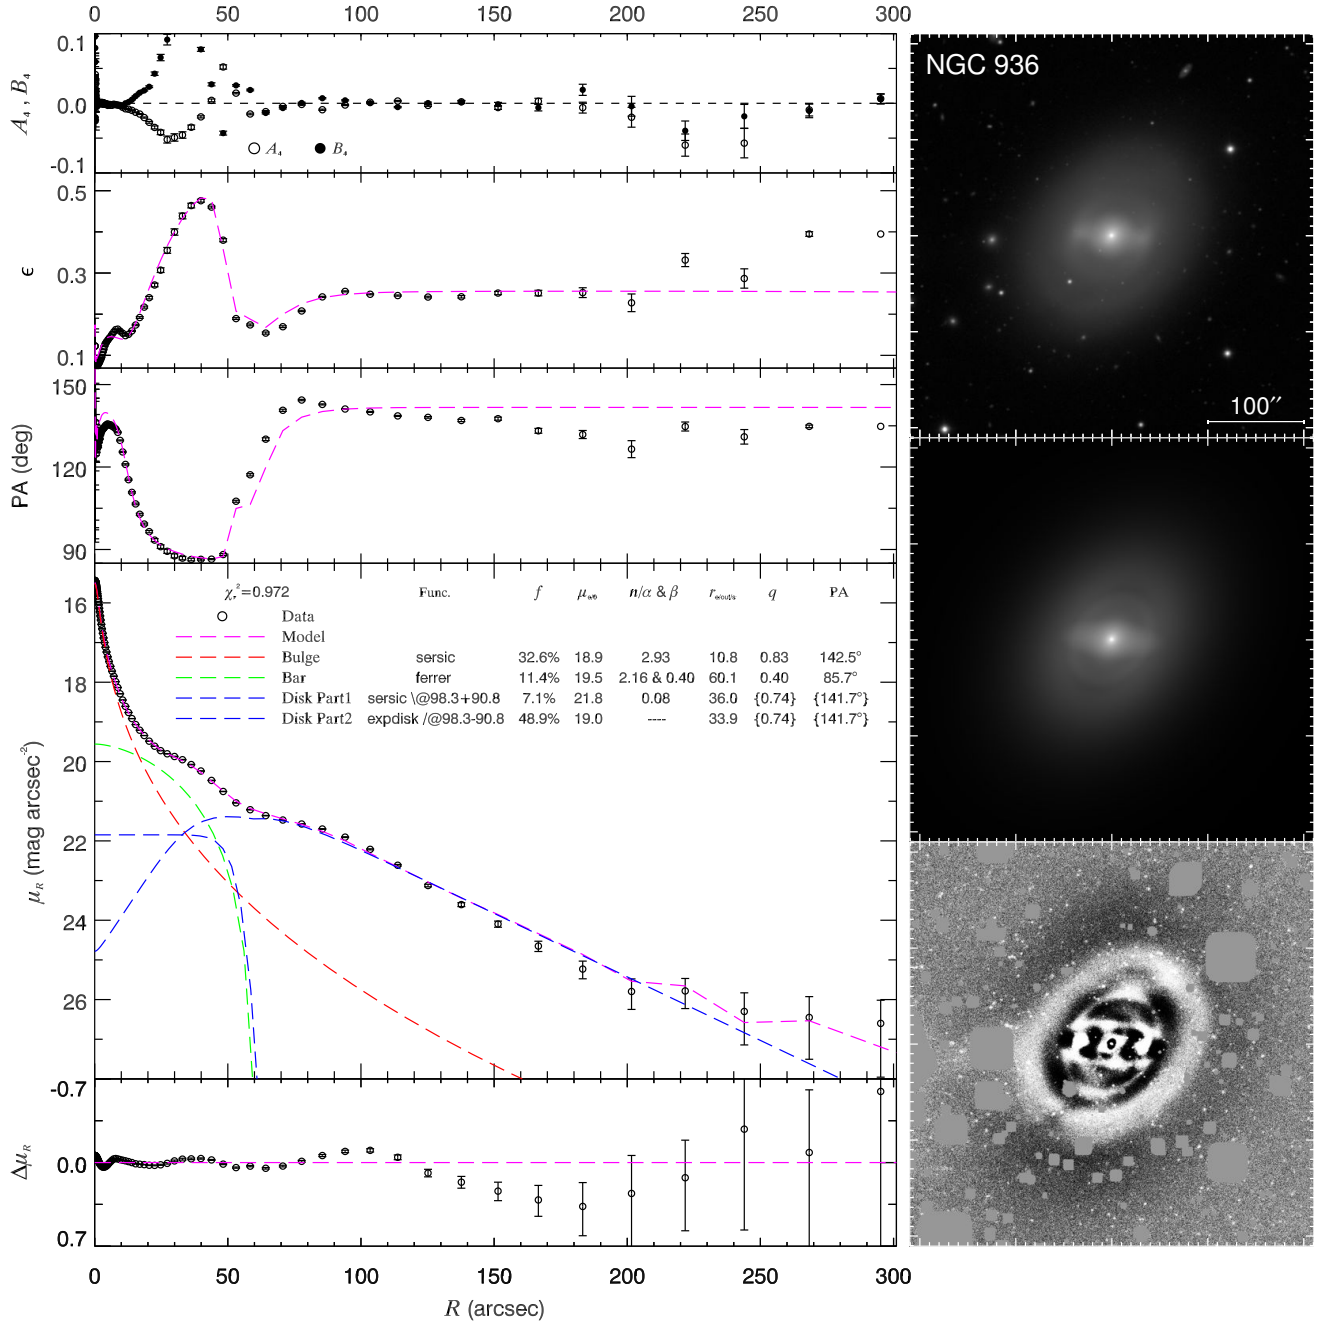 0 50 100 150 200 250 300
0.1
0.0
-0.1
A₄ , B₄
A₄ B₄
0.5
0.3
0.1
ϵ
150
120
90
PA (deg)
χᵣ²=0.972 Func. f μe/0 n/α & β re/out/s q PA
Data
Model
Bulge sersic 32.6% 18.9 2.93 10.8 0.83 142.5°
Bar ferrer 11.4% 19.5 2.16 & 0.40 60.1 0.40 85.7°
Disk Part1 sersic \@98.3+90.8 7.1% 21.8 0.08 36.0 {0.74} {141.7°}
Disk Part2 expdisk /@98.3-90.8 48.9% 19.0 ---- 33.9 {0.74} {141.7°}
16
18
20
22
24
26
μR (mag arcsec⁻²)
-0.7
0.0
0.7
ΔμR
0 50 100 150 200 250 300
R (arcsec)
NGC 936
100″